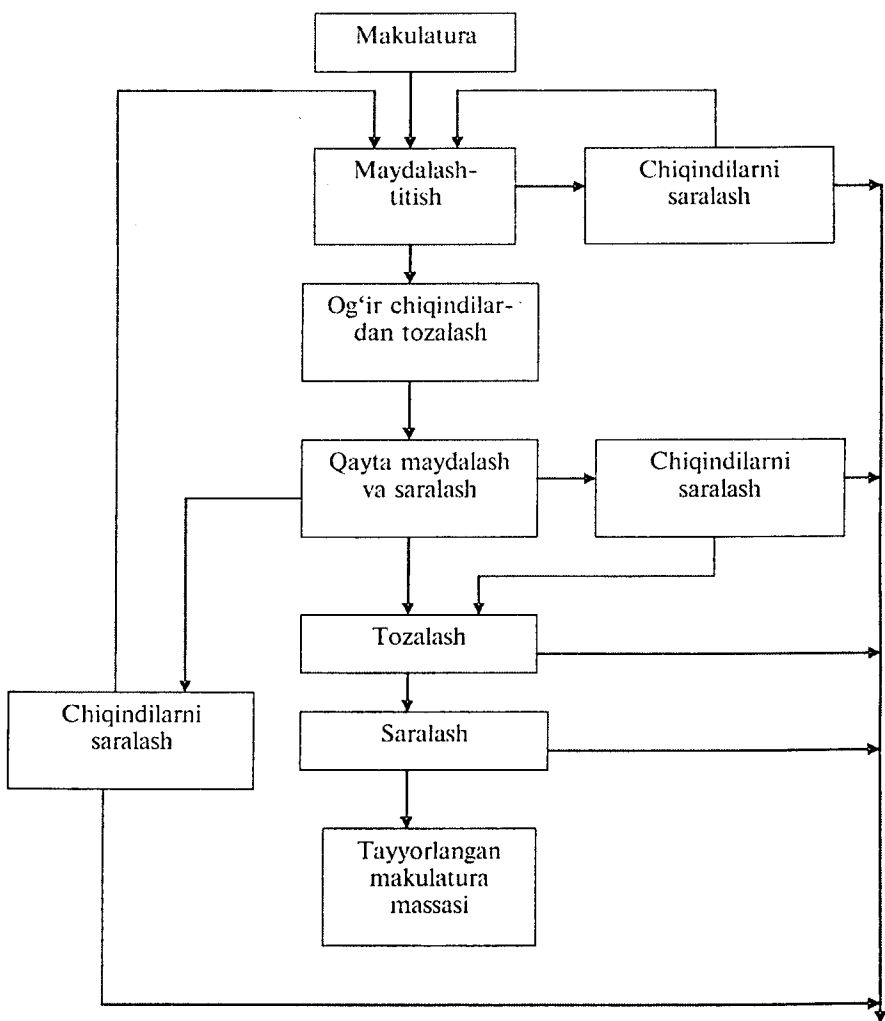 Makulatura
Maydalash-
titish
Chiqindilarni
saralash
Og‘ir chiqindilar-
dan tozalash
Qayta maydalash
va saralash
Chiqindilarni
saralash
Tozalash
Chiqindilarni
saralash
Saralash
Tayyorlangan
makulatura
massasi